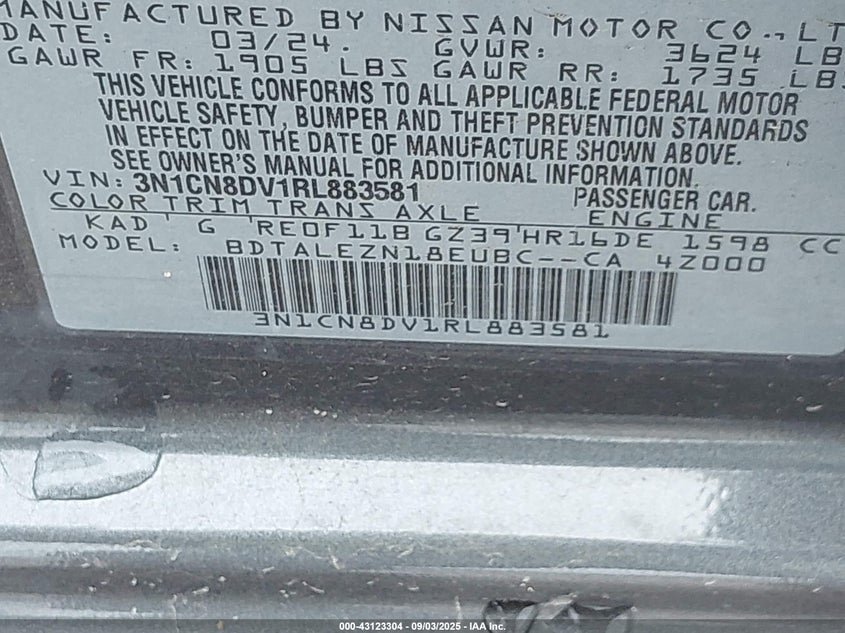 MANUFACTURED BY NISSAN MOTOR CO., LT
DATE: 03/24. GVWR: 3624 LB
GAWR FR: 1905 LBS GAWR RR: 1735 LBS
THIS VEHICLE CONFORMS TO ALL APPLICABLE FEDERAL MOTOR
VEHICLE SAFETY, BUMPER AND THEFT PREVENTION STANDARDS
IN EFFECT ON THE DATE OF MANUFACTURE SHOWN ABOVE.
SEE OWNER'S MANUAL FOR ADDITIONAL INFORMATION.
VIN: 3N1CN8DV1RL883581 PASSENGER CAR.
COLOR TRIM TRANS AXLE ENGINE
KAD G RE0F11B GZ39 HR16DE 1598 CC
MODEL: BDTALEZN18EUBC--CA 4Z000
3N1CN8DV1RL883581
000-43123304 - 09/03/2025 - IAA Inc.